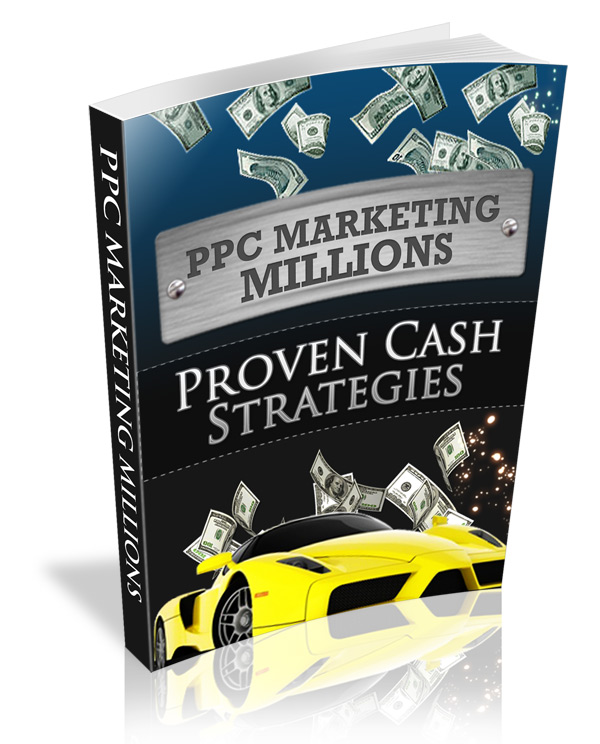 PPC MARKETING MILLIONS
PPC MARKETING
MILLIONS
PROVEN CASH
STRATEGIES